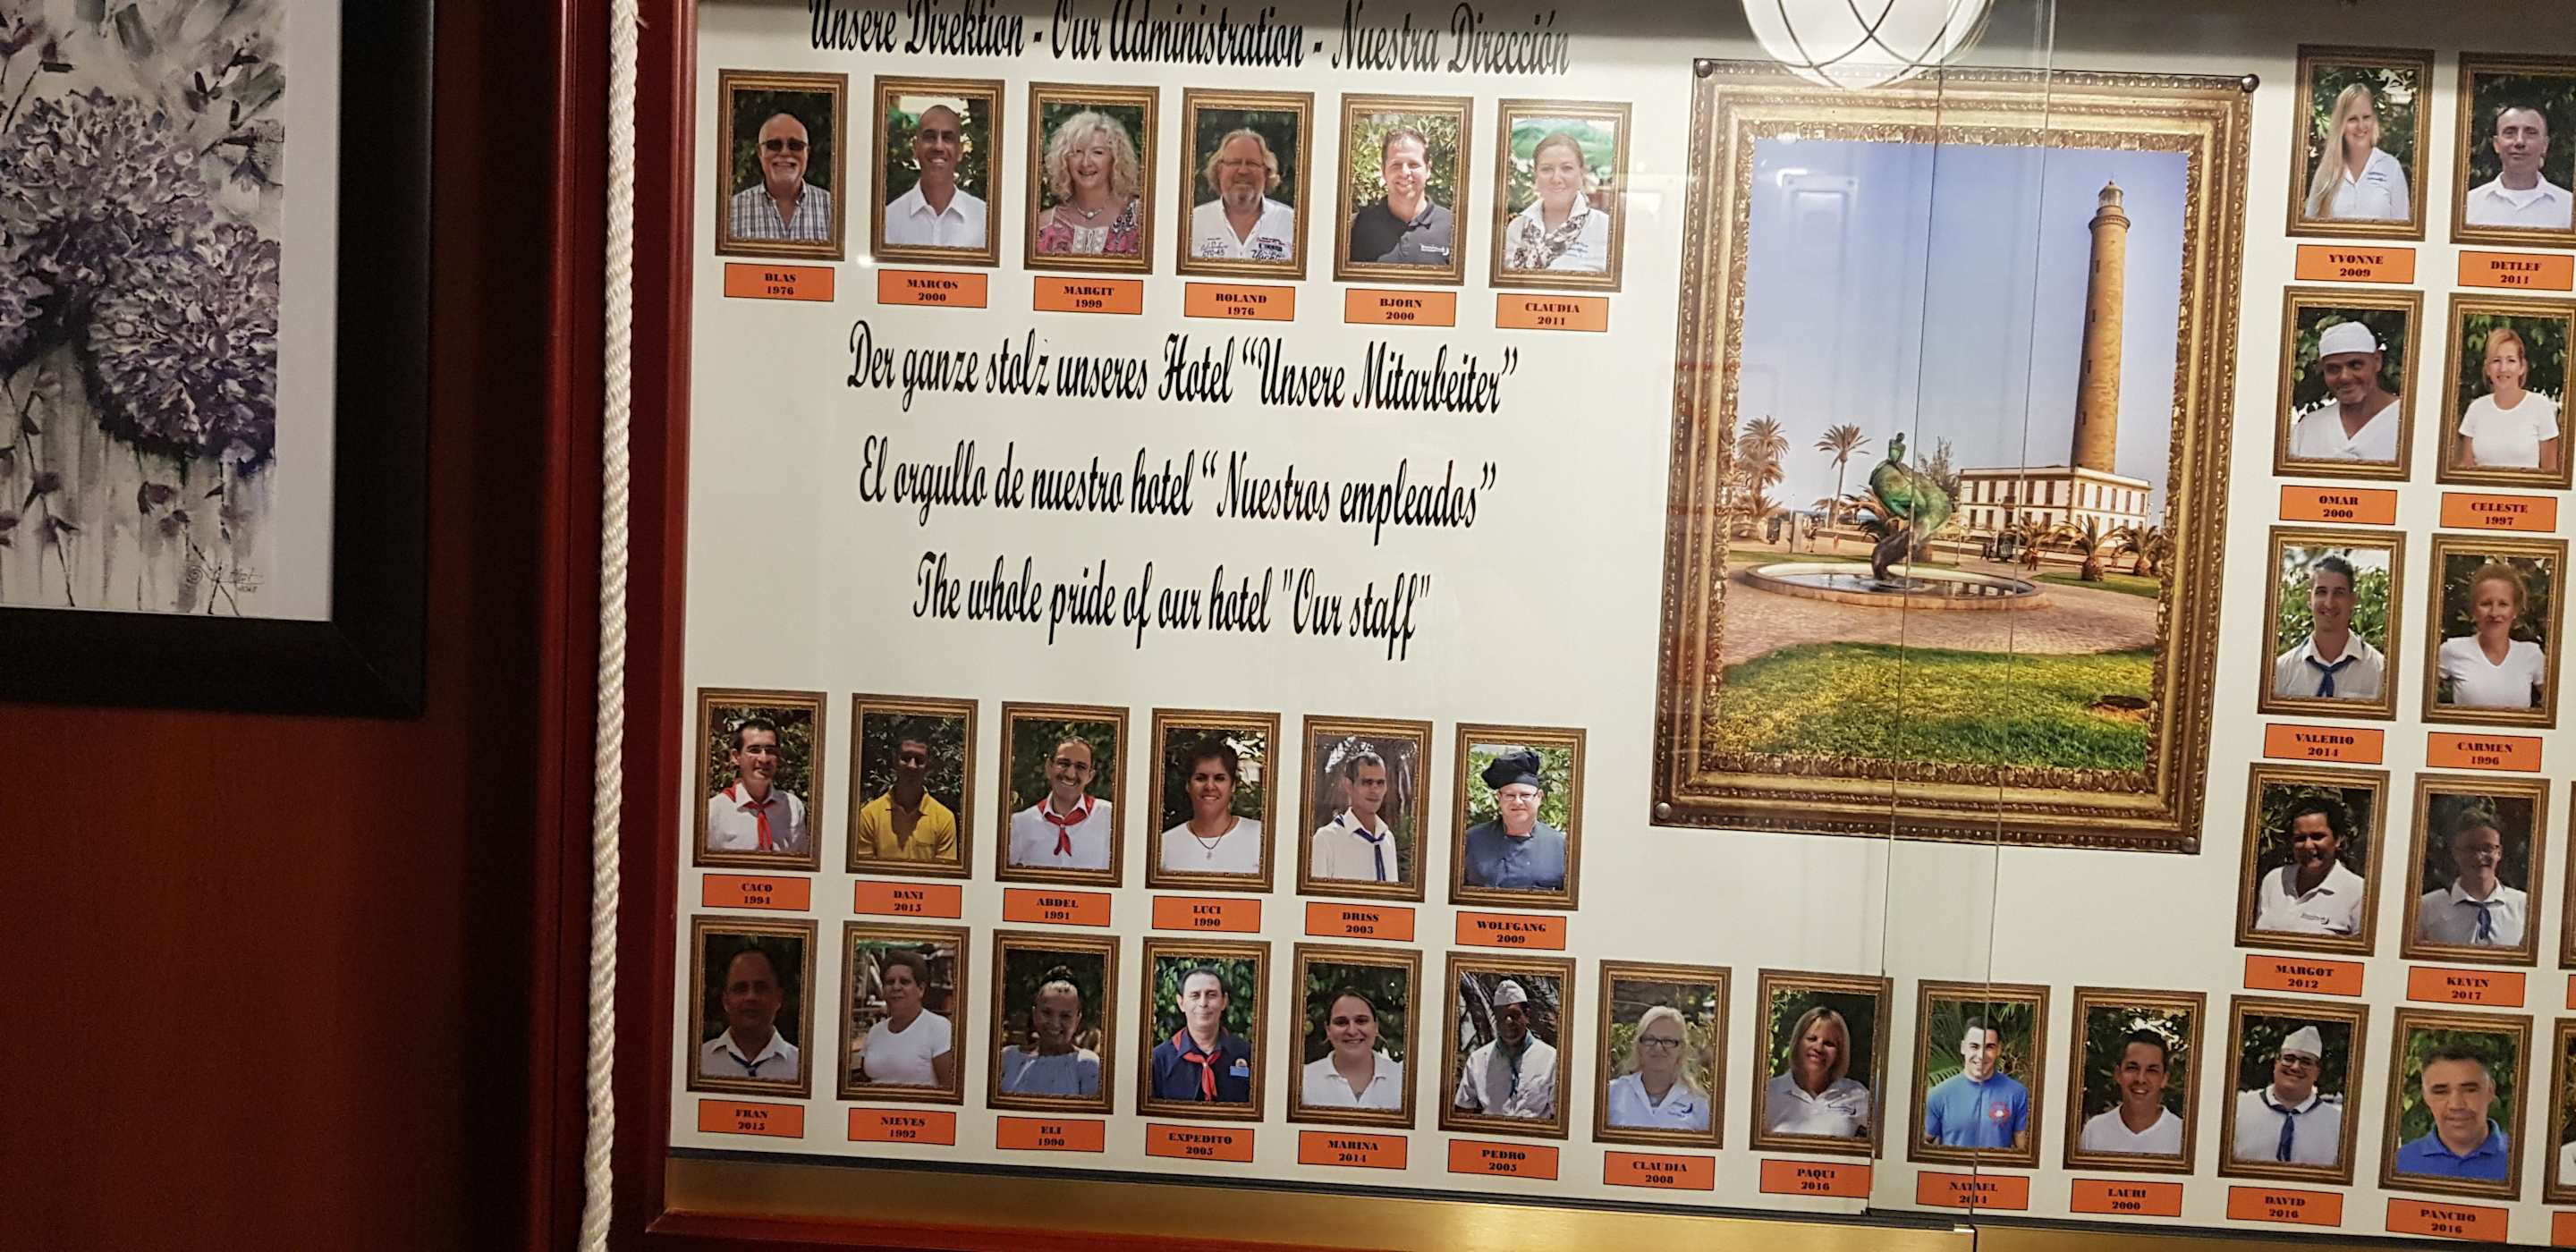 Unsere Direktion - Our Administration - Nuestra Dirección
BLAS
1976
MARCOS
2000
MARGIT
1999
ROLAND
1976
BJORN
2000
CLAUDIA
2011
YVONNE
2009
DETLEF
2011
Der ganze stolz unseres Hotel “Unsere Mitarbeiter”
El orgullo de nuestro hotel “Nuestros empleados”
The whole pride of our hotel "Our staff"
OMAR
2000
CELESTE
1997
VALERIO
2014
CARMEN
1996
CACO
1994
DANI
2015
ABDEL
1991
LUCI
1990
DRISS
2003
WOLFGANG
2009
MARGOT
2012
KEVIN
2017
FRAN
2015
NIEVES
1992
ELI
1990
EXPEDITO
2005
MARINA
2014
PEDRO
2005
CLAUDIA
2008
PAQUI
2016
NATAEL
2014
LAURI
2000
DAVID
2016
PANCHO
2016